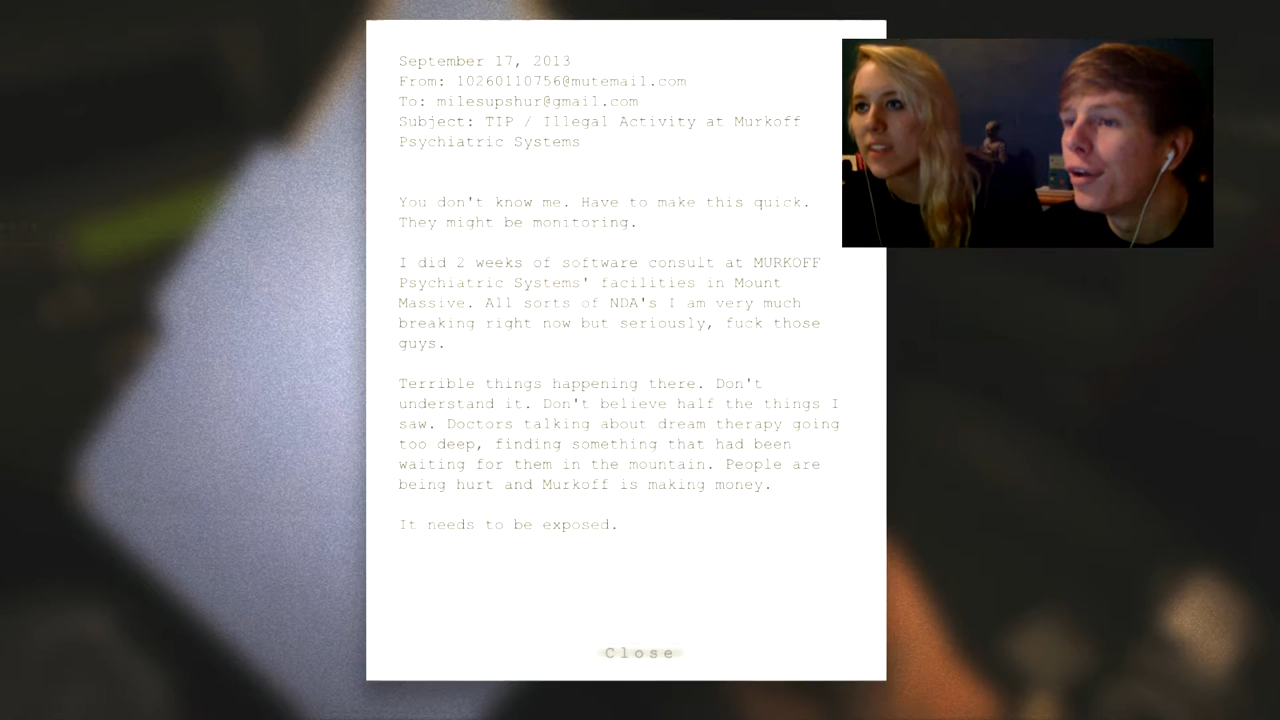 September 17, 2013
From: 10260110756@mutemail.com
To: milesupshur@gmail.com
Subject: TIP / Illegal Activity at Murkoff
Psychiatric Systems
You don't know me. Have to make this quick.
They might be monitoring.
I did 2 weeks of software consult at MURKOFF
Psychiatric Systems' facilities in Mount
Massive. All sorts of NDA's I am very much
breaking right now but seriously, fuck those
guys.
Terrible things happening there. Don't
understand it. Don't believe half the things I
saw. Doctors talking about dream therapy going
too deep, finding something that had been
waiting for them in the mountain. People are
being hurt and Murkoff is making money.
It needs to be exposed.
Close